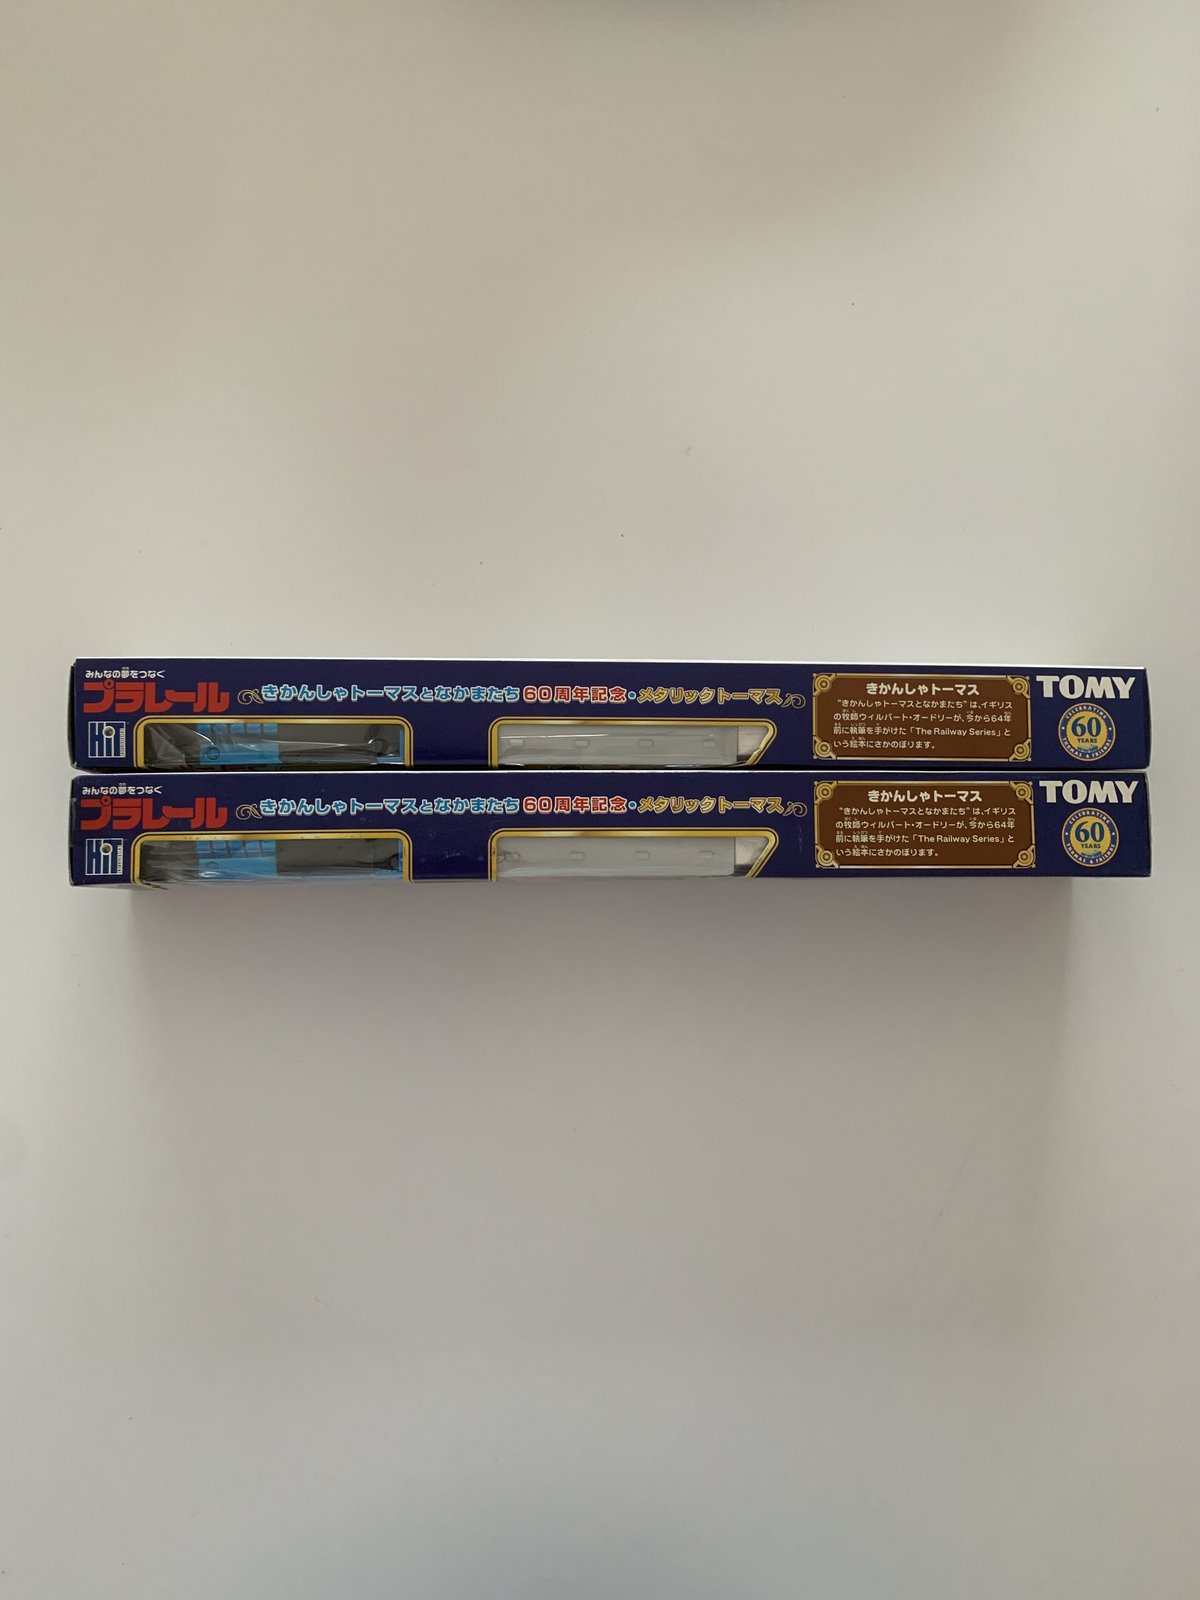 みんなの夢をつなぐ
プラレール
きかんしゃトーマスとなかまたち60周年記念・メタリックトーマス
きかんしゃトーマス
"きかんしゃトーマスとなかまたち"は、イギリス
の牧師ウィルバート・オードリーが、今から64年
前に執筆を手がけた「The Railway Series」と
いう絵本にさかのぼります。
TOMY
CELEBRATING
60
YEARS
THOMAS & FRIENDS
みんなの夢をつなぐ
プラレール
きかんしゃトーマスとなかまたち60周年記念・メタリックトーマス
きかんしゃトーマス
"きかんしゃトーマスとなかまたち"は、イギリス
の牧師ウィルバート・オードリーが、今から64年
前に執筆を手がけた「The Railway Series」と
いう絵本にさかのぼります。
TOMY
CELEBRATING
60
YEARS
THOMAS & FRIENDS